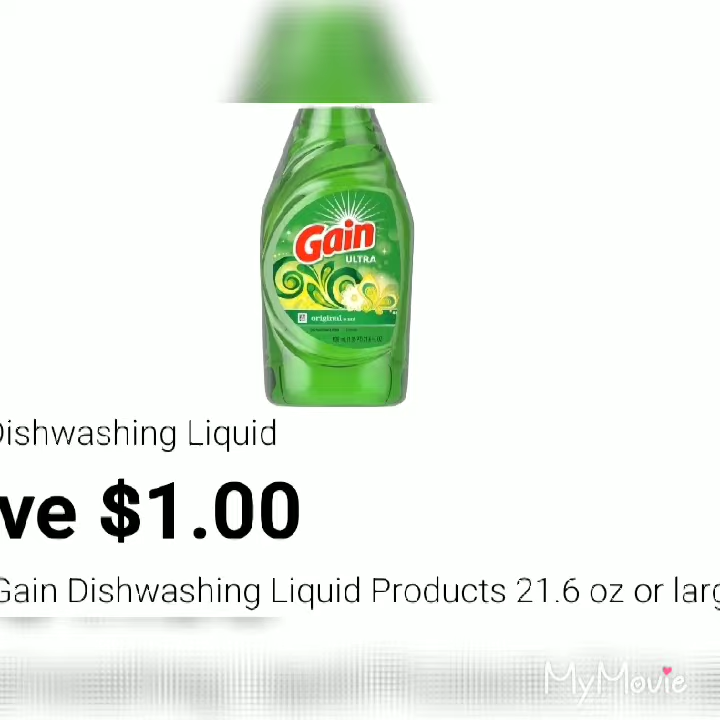 Gain
ULTRA
original
Dishwashing Liquid
ve $1.00
Gain Dishwashing Liquid Products 21.6 oz or larg
MyMovie